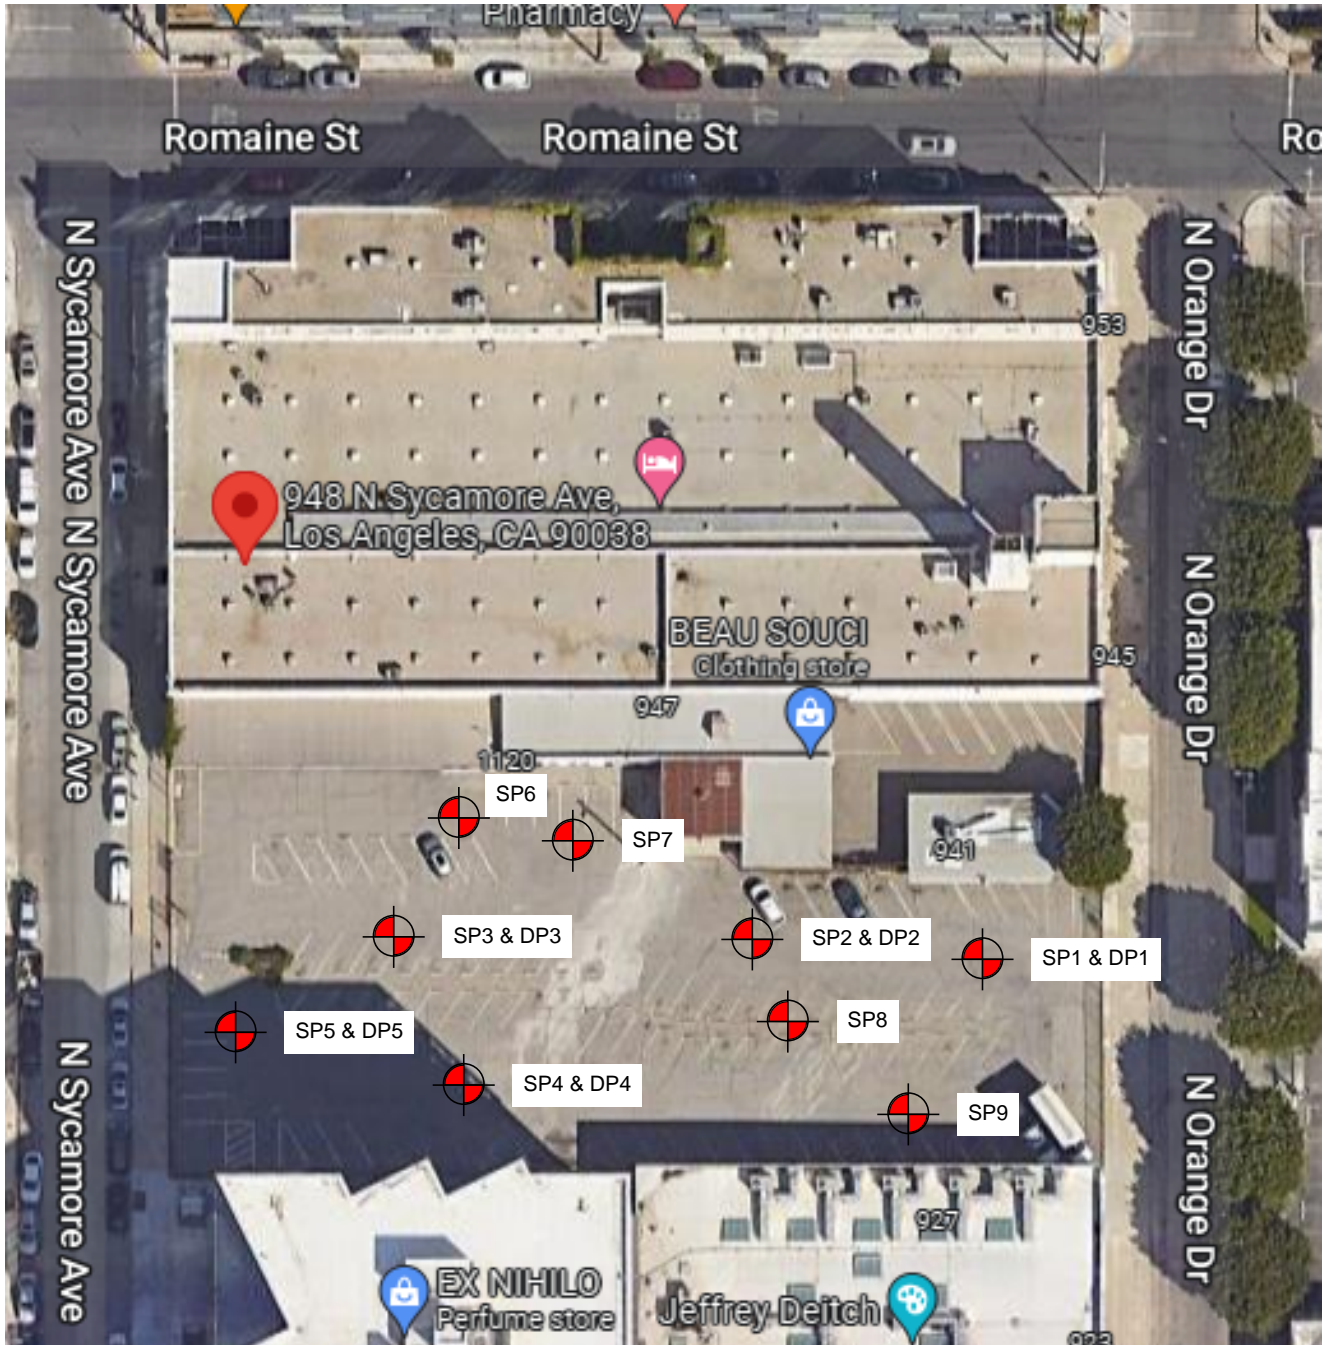 Pharmacy
Romaine St
Romaine St
Ro
N Sycamore Ave
N Sycamore Ave
N Sycamore Ave
N Orange Dr
N Orange Dr
N Orange Dr
953
948 N Sycamore Ave,
Los Angeles, CA 90038
BEAU SOUCI
Clothing store
945
947
1120
SP6
SP7
941
SP3 & DP3
SP2 & DP2
SP1 & DP1
SP5 & DP5
SP8
SP4 & DP4
SP9
927
EX NIHILO
Perfume store
Jeffrey Deitch
923